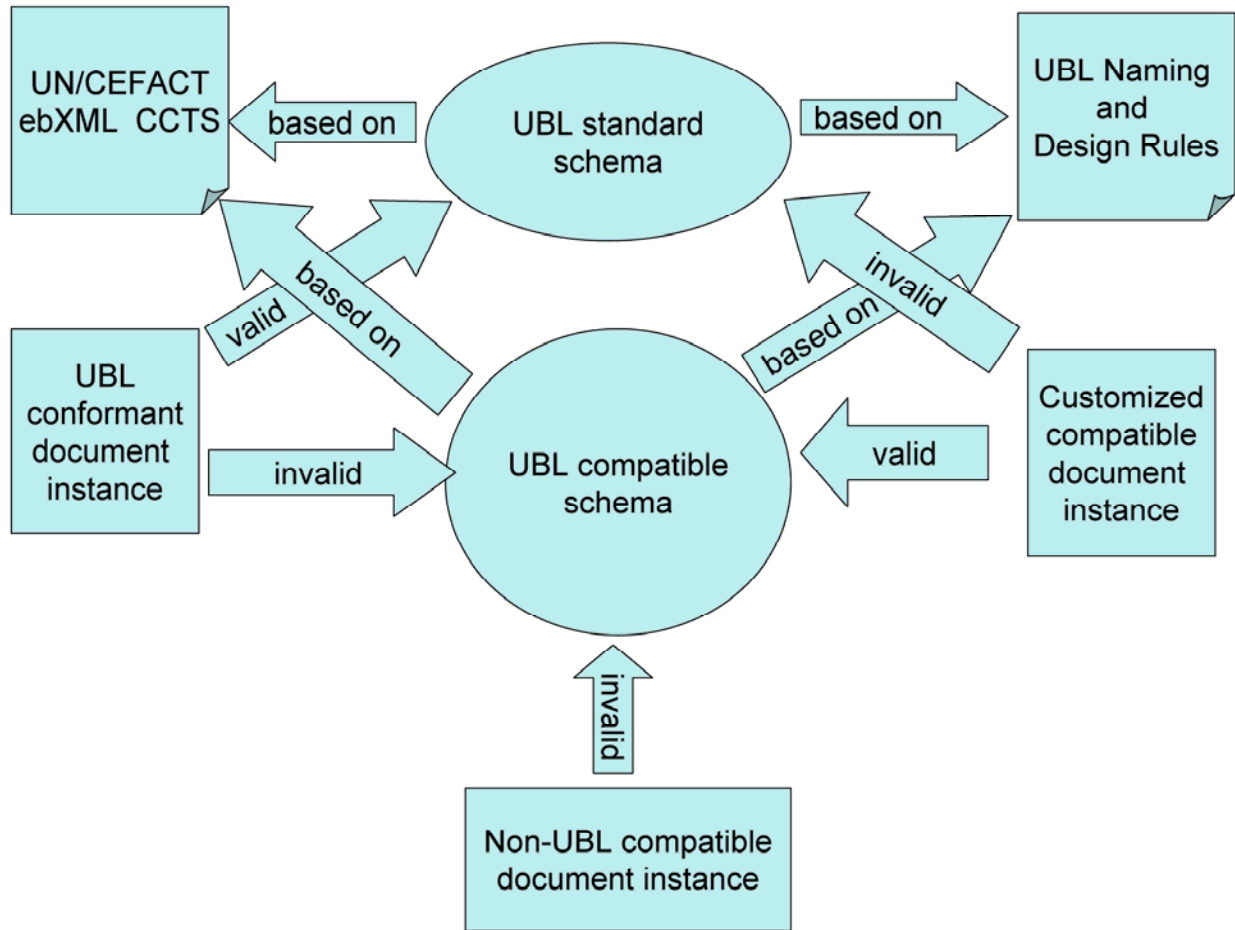 UN/CEFACT
ebXML CCTS
based on
UBL standard
schema
based on
UBL Naming
and
Design Rules
valid
based on
based on
invalid
UBL
conformant
document
instance
invalid
UBL compatible
schema
valid
Customized
compatible
document
instance
invalid
Non-UBL compatible
document instance